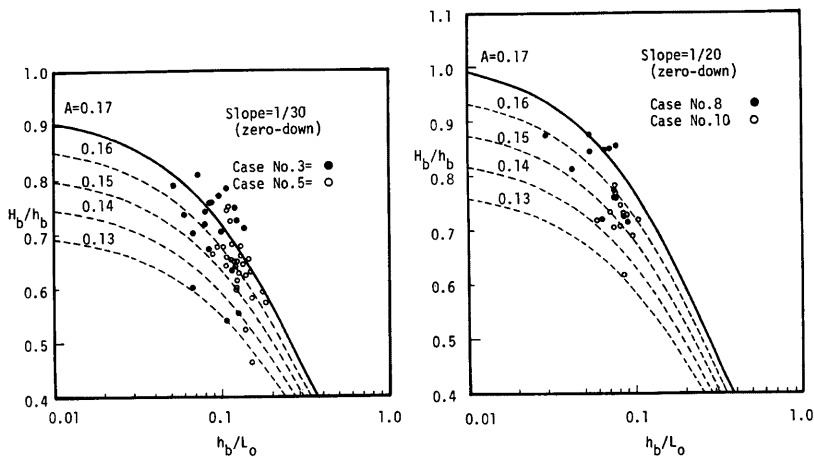 1.0
0.9
0.8
H_b/h_b
0.7
0.6
0.5
0.4
A=0.17
0.16
0.15
0.14
0.13
Slope=1/30
(zero-down)
Case No.3= ●
Case No.5= ○
0.01
0.1
1.0
h_b/L_o
1.1
1.0
0.9
H_b/h_b
0.8
0.7
0.6
0.5
0.4
A=0.17
0.16
0.15
0.14
0.13
Slope=1/20
(zero-down)
Case No.8 ●
Case No.10 ○
0.01
0.1
1.0
h_b/L_o